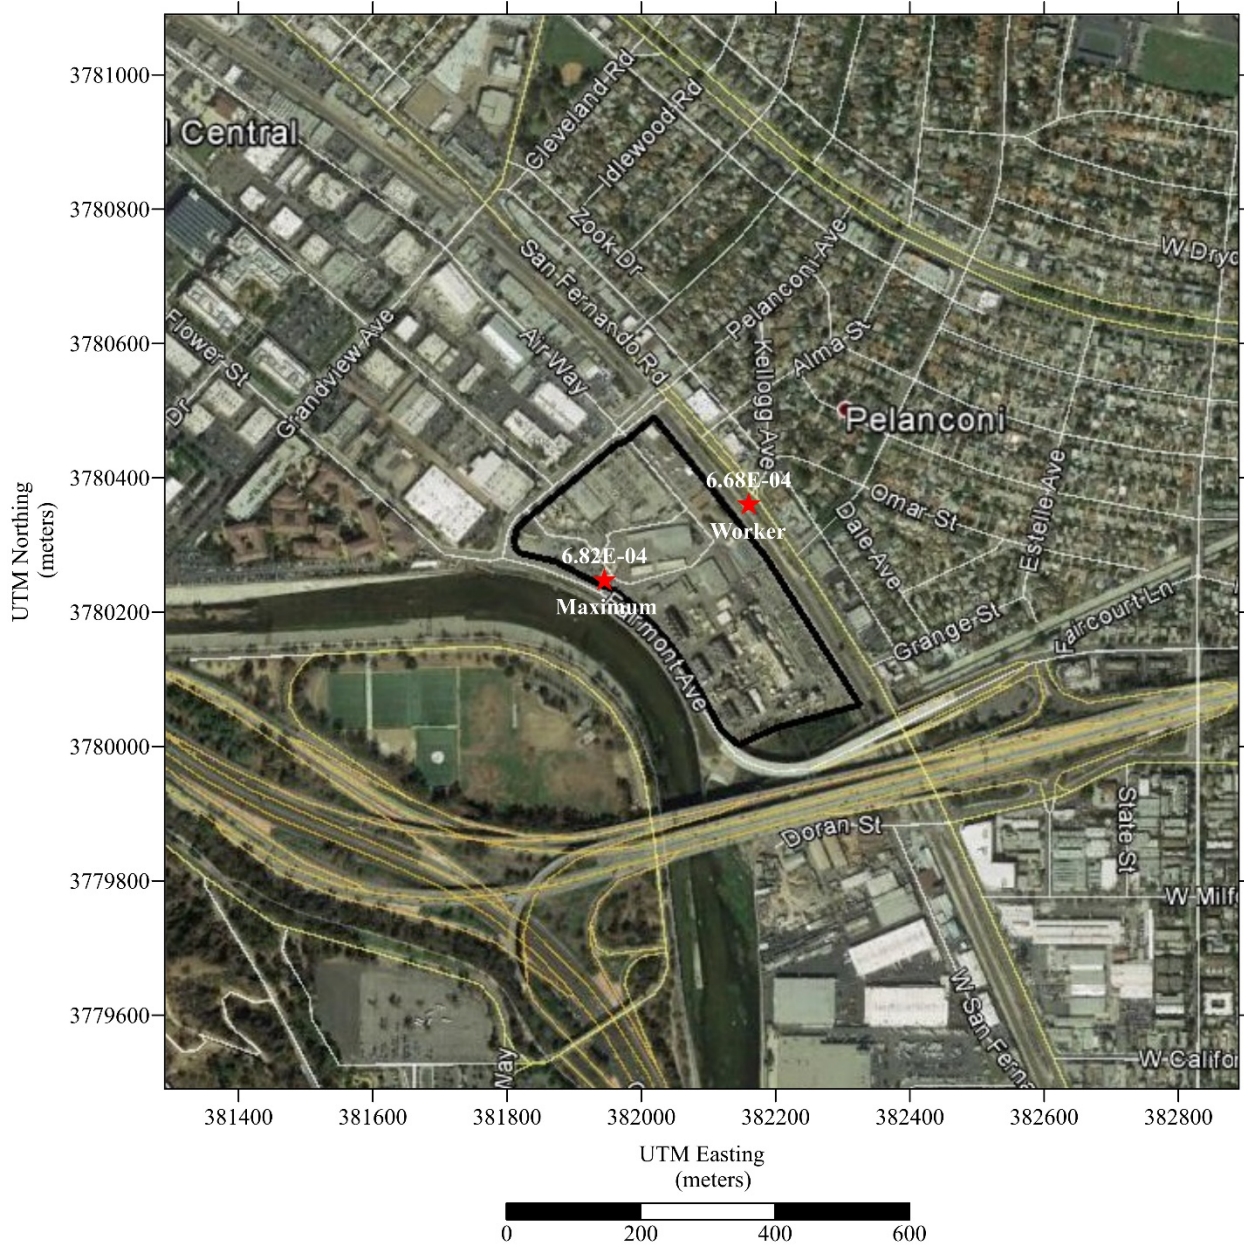 3781000
3780800
3780600
3780400
3780200
3780000
3779800
3779600
UTM Northing
(meters)
l Central
Cleveland Rd
Idlewood Rd
Zook Dr
San Fernando Rd
Pelanconi Ave
W Dryd
Flower St
Grandview Ave
Air Way
Kellogg Ave
Alma St
Dr
Pelanconi
6.68E-04
Worker
Omar St
Dale Ave
Estelle Ave
6.82E-04
Maximum
Fairmont Ave
Grange St
Faircourt Ln
Doran St
State St
W Milf
W San Ferna
W Califor
Way
381400
381600
381800
382000
382200
382400
382600
382800
UTM Easting
(meters)
0
200
400
600